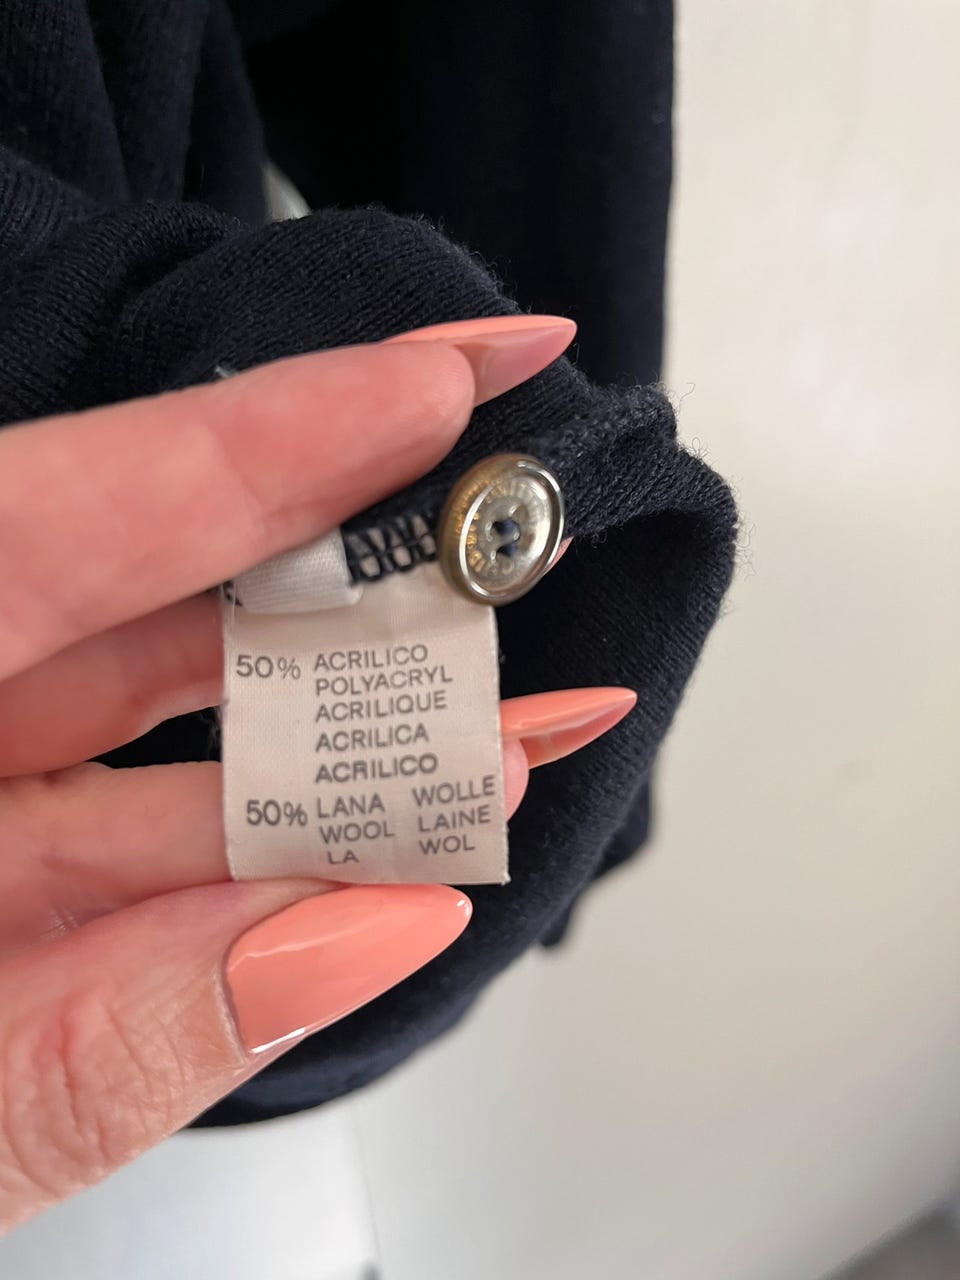 50% ACRILICO
POLYACRYL
ACRILIQUE
ACRILICA
ACRILICO
50% LANA WOLLE
WOOL LAINE
LA WOL